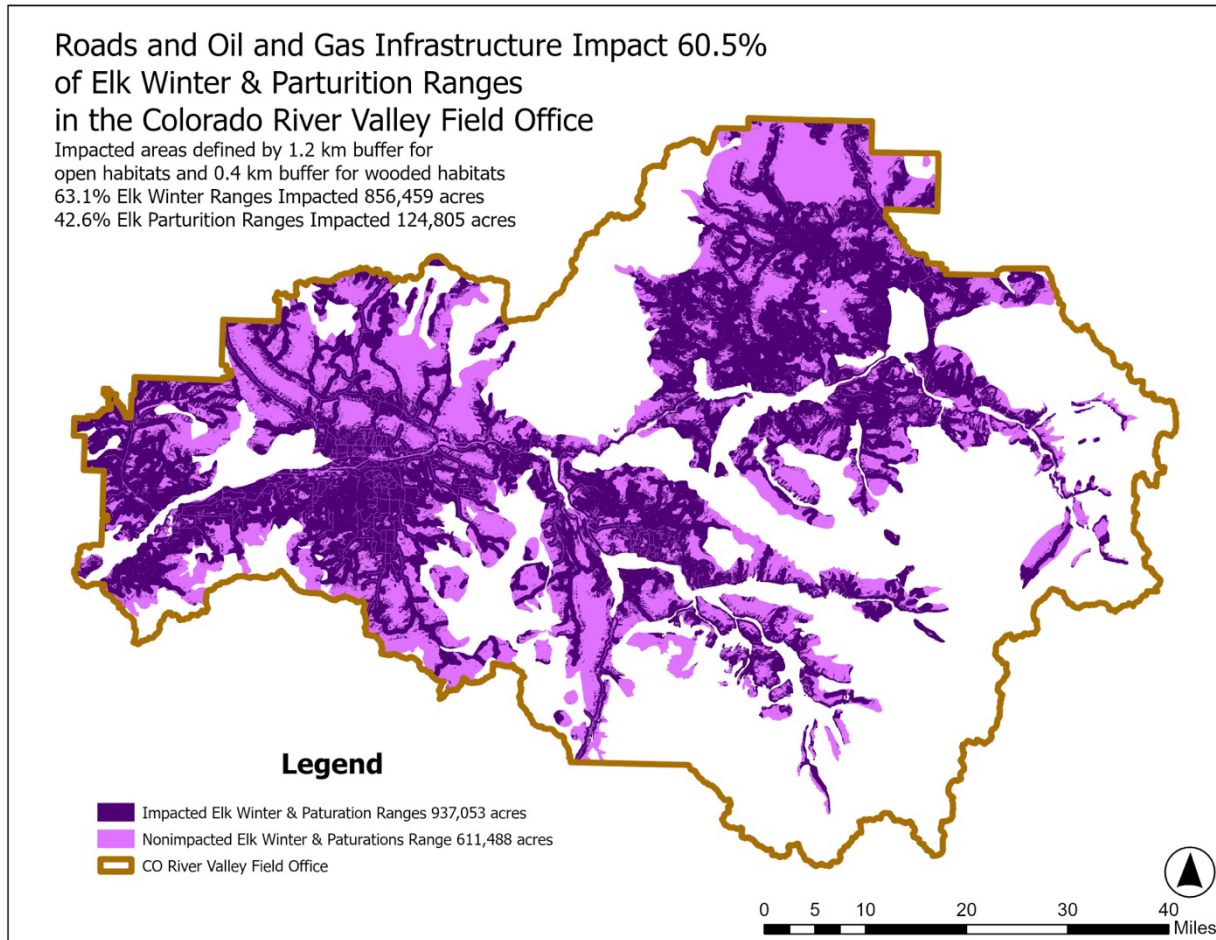 Roads and Oil and Gas Infrastructure Impact 60.5%
of Elk Winter & Parturition Ranges
in the Colorado River Valley Field Office
Impacted areas defined by 1.2 km buffer for
open habitats and 0.4 km buffer for wooded habitats
63.1% Elk Winter Ranges Impacted 856,459 acres
42.6% Elk Parturition Ranges Impacted 124,805 acres
Legend
Impacted Elk Winter & Paturation Ranges 937,053 acres
Nonimpacted Elk Winter & Paturations Range 611,488 acres
CO River Valley Field Office
0 5 10 20 30 40
Miles